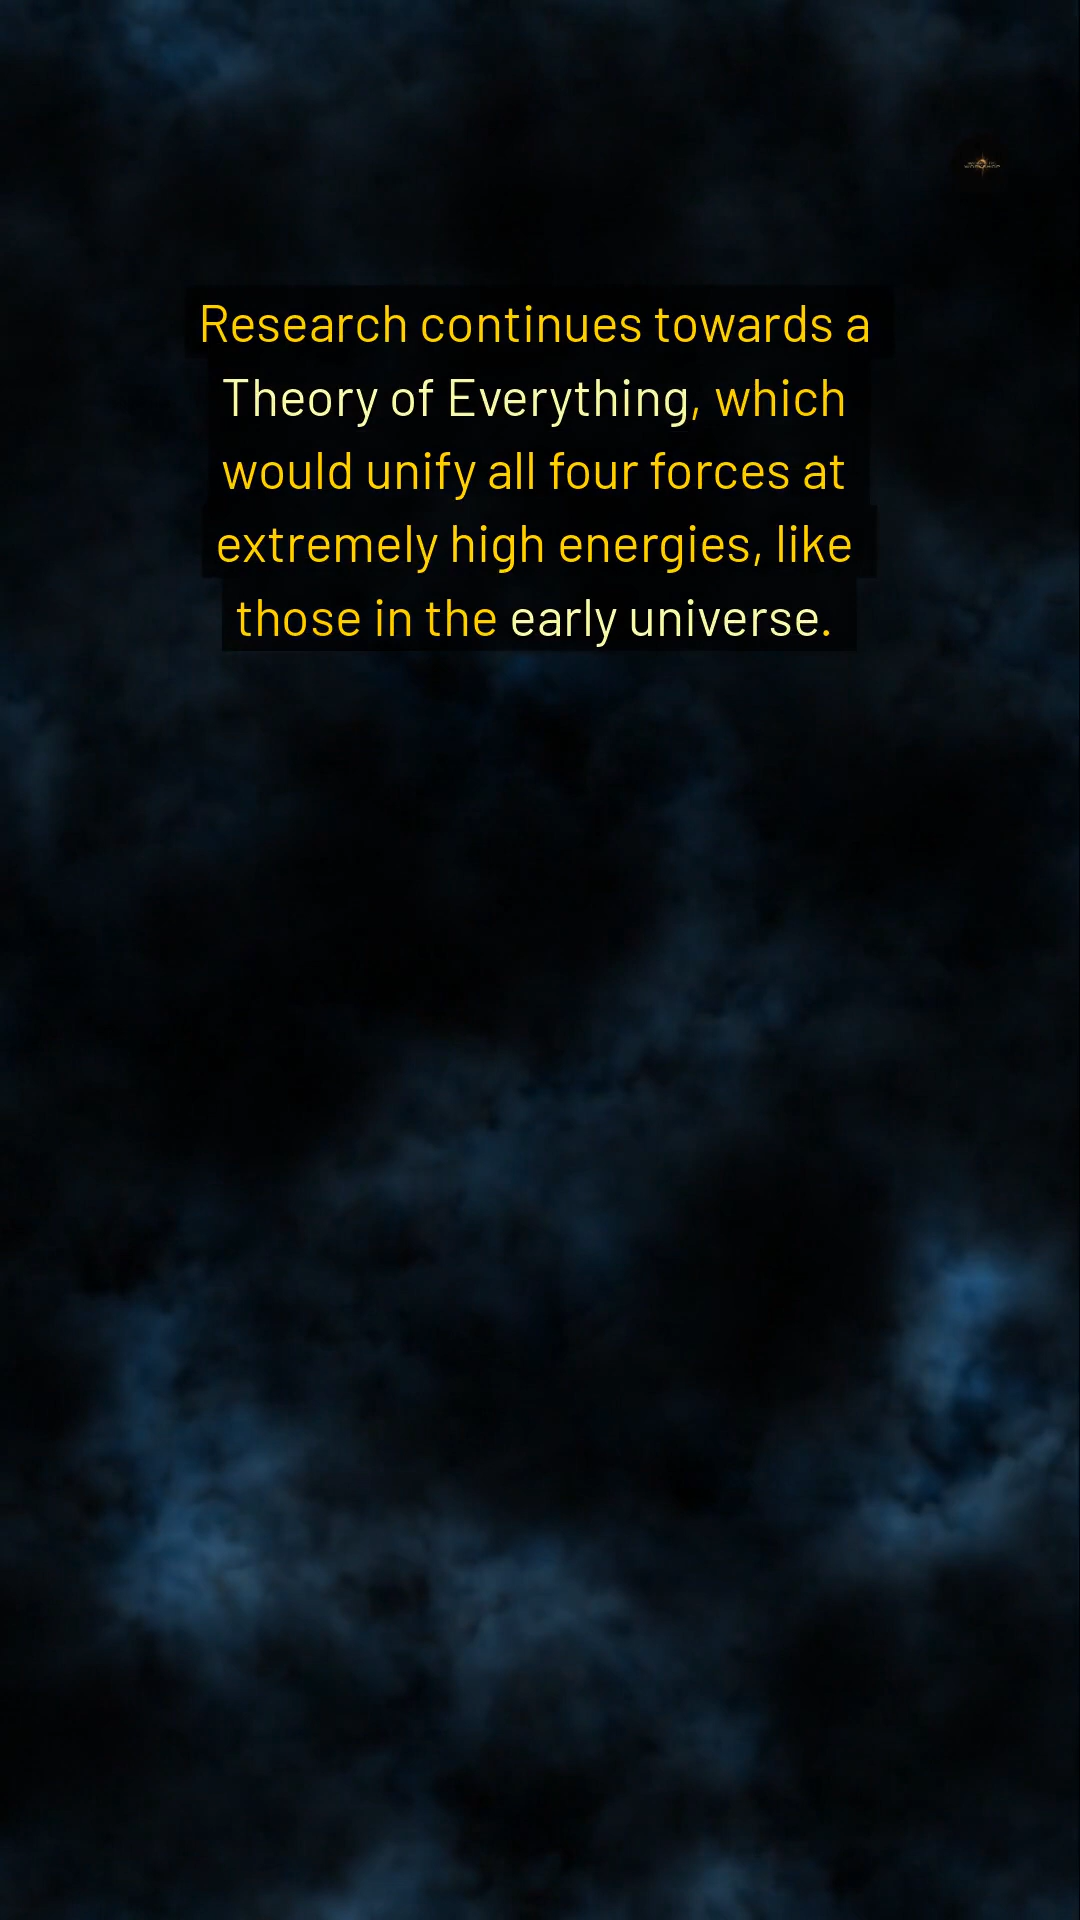 Research continues towards a
Theory of Everything, which
would unify all four forces at
extremely high energies, like
those in the early universe.